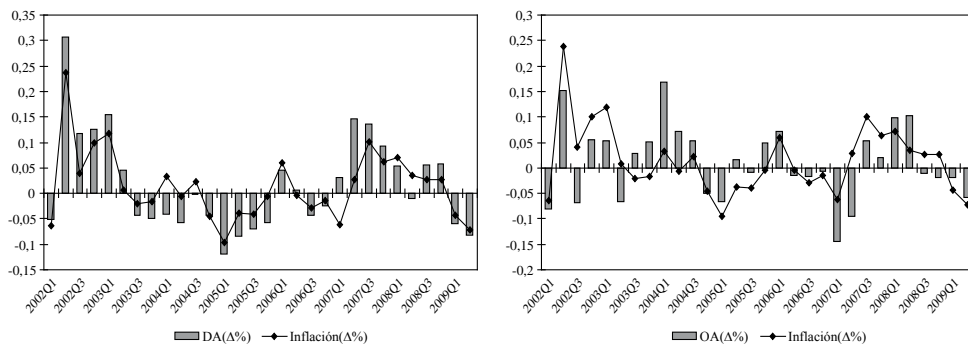 0,35
0,3
0,25
0,2
0,15
0,1
0,05
0
-0,05
-0,1
-0,15
2002Q1
2002Q3
2003Q1
2003Q3
2004Q1
2004Q3
2005Q1
2005Q3
2006Q1
2006Q3
2007Q1
2007Q3
2008Q1
2008Q3
2009Q1
DA(Δ%) Inflación(Δ%)
0,3
0,25
0,2
0,15
0,1
0,05
0
-0,05
-0,1
-0,15
-0,2
2002Q1
2002Q3
2003Q1
2003Q3
2004Q1
2004Q3
2005Q1
2005Q3
2006Q1
2006Q3
2007Q1
2007Q3
2008Q1
2008Q3
2009Q1
OA(Δ%) Inflación(Δ%)